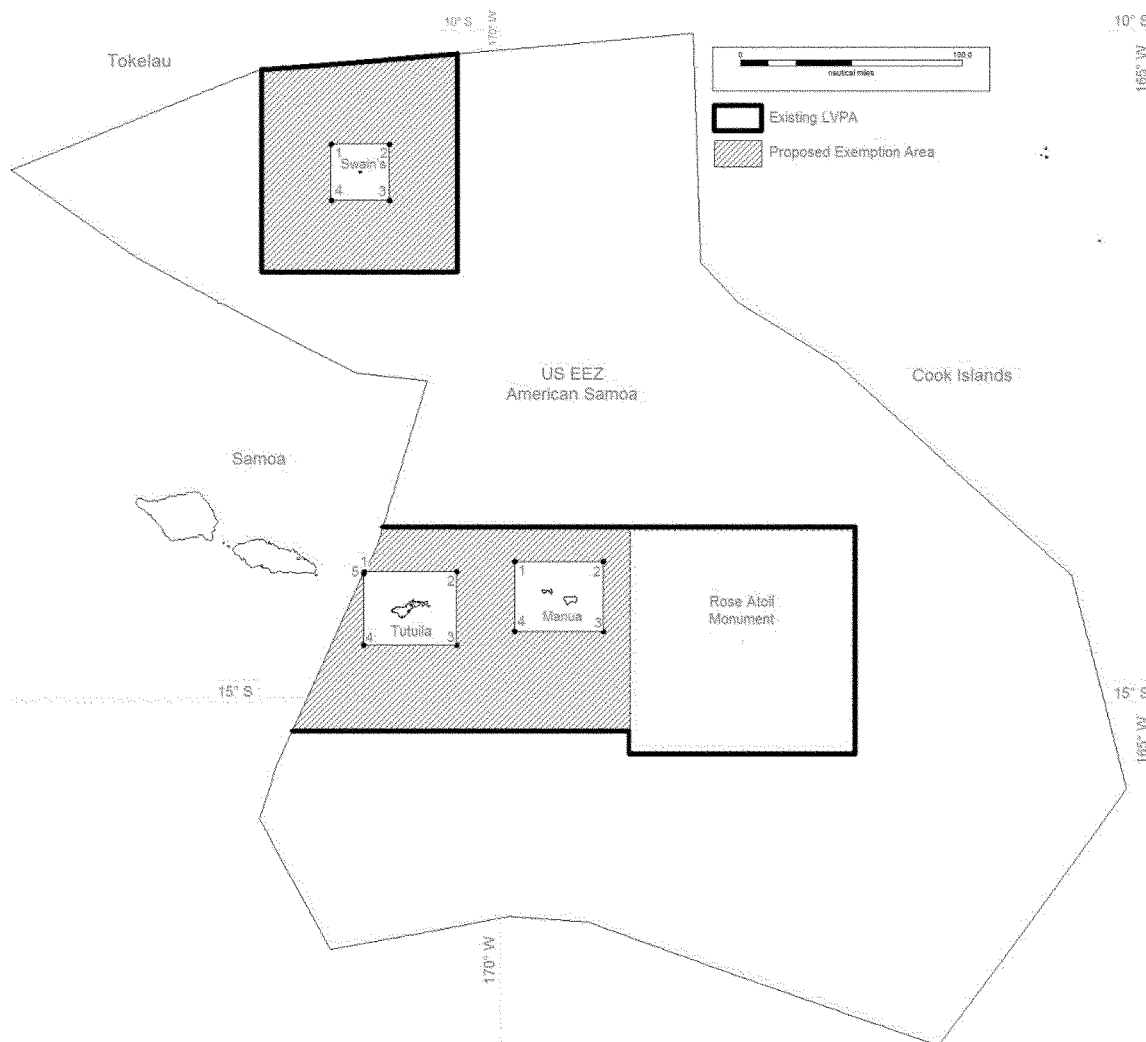 10° S
170° W
10° S
165° W
Tokelau
0
100.0
nautical miles
Existing LVPA
Proposed Exemption Area
1
2
Swain's
4
3
US EEZ
American Samoa
Cook Islands
Samoa
1
5
2
4
3
Tutuila
1
2
4
3
Manua
Rose Atoll
Monument
15° S
15° S
165° W
170° W